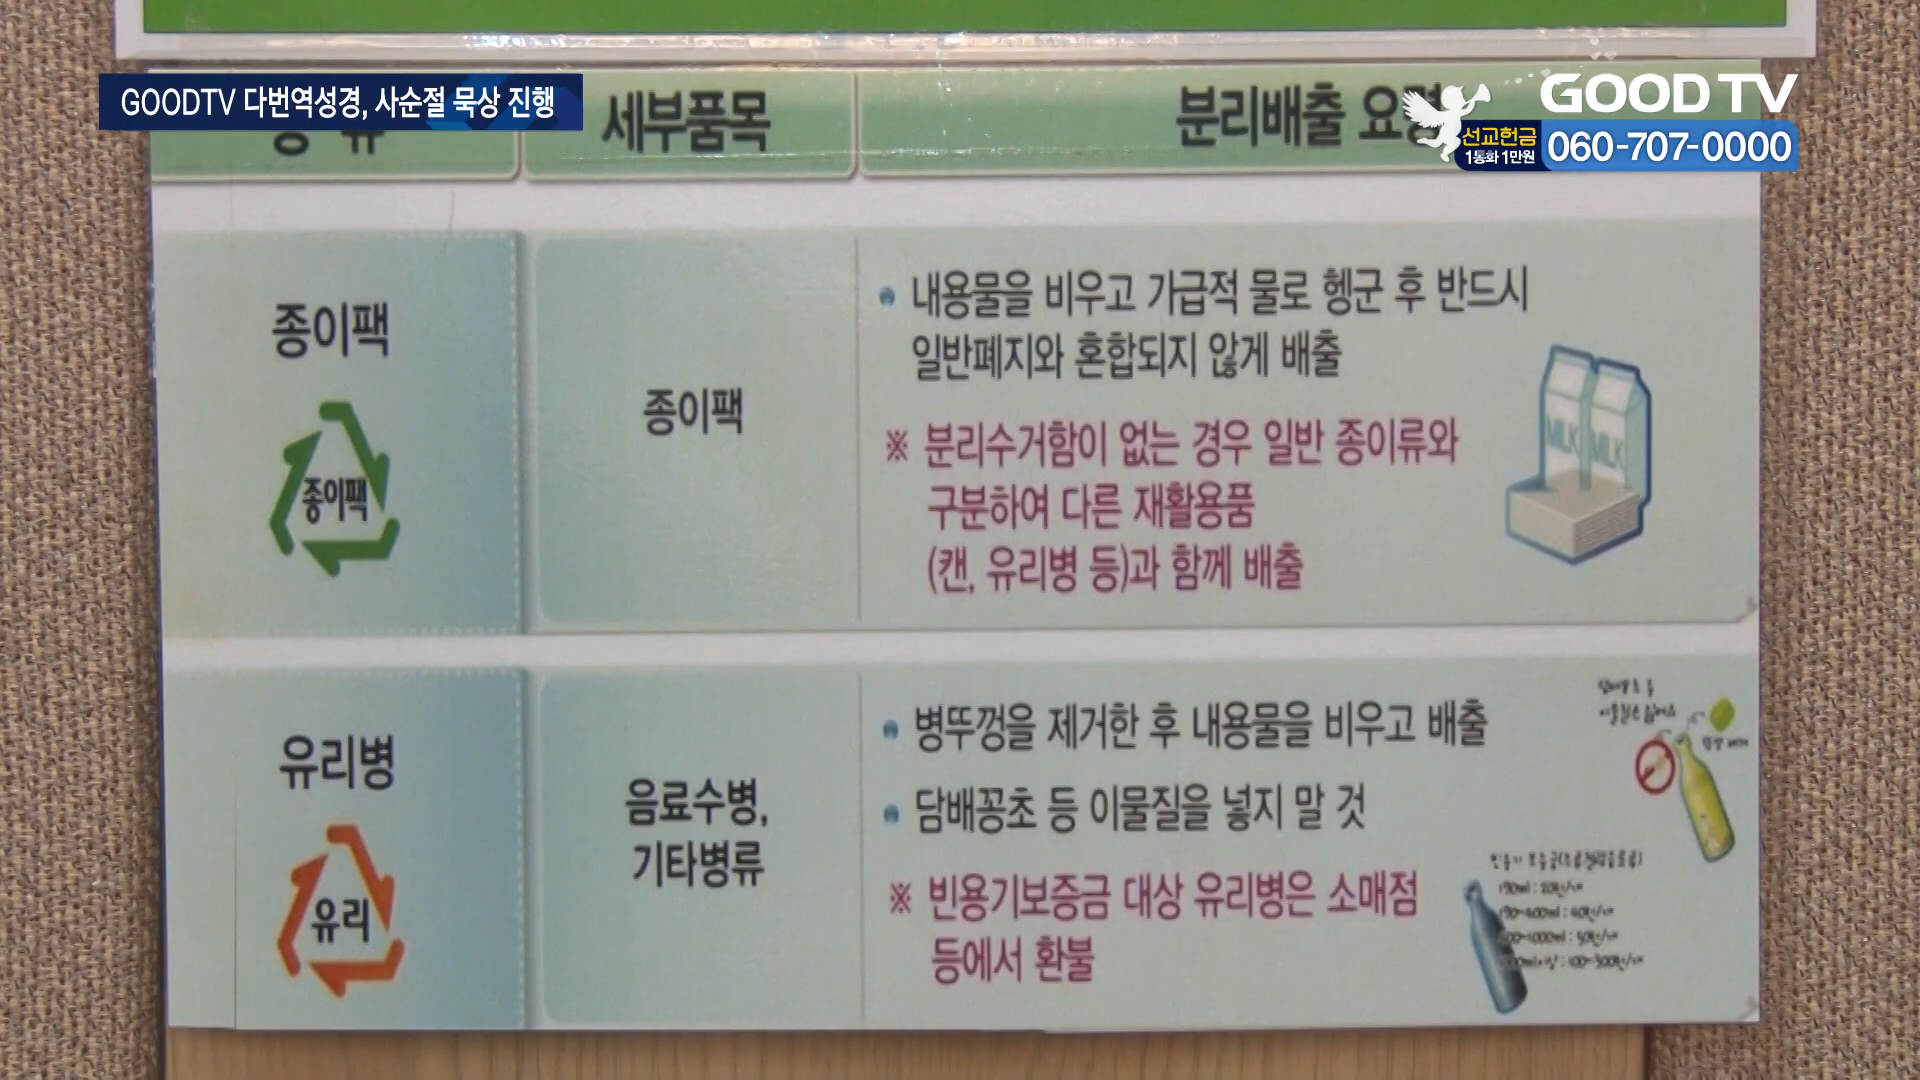 GOODTV 다번역성경, 사순절 묵상 진행
GOODTV
선교헌금
1통화 1만원
060-707-0000
종류
세부품목
분리배출 요령
종이팩
종이팩
종이팩
• 내용물을 비우고 가급적 물로 헹군 후 반드시
일반폐지와 혼합되지 않게 배출
※ 분리수거함이 없는 경우 일반 종이류와
구분하여 다른 재활용품
(캔, 유리병 등)과 함께 배출
MILK
MILK
유리병
유리
음료수병,
기타병류
• 병뚜껑을 제거한 후 내용물을 비우고 배출
• 담배꽁초 등 이물질을 넣지 말 것
※ 빈용기보증금 대상 유리병은 소매점
등에서 환불